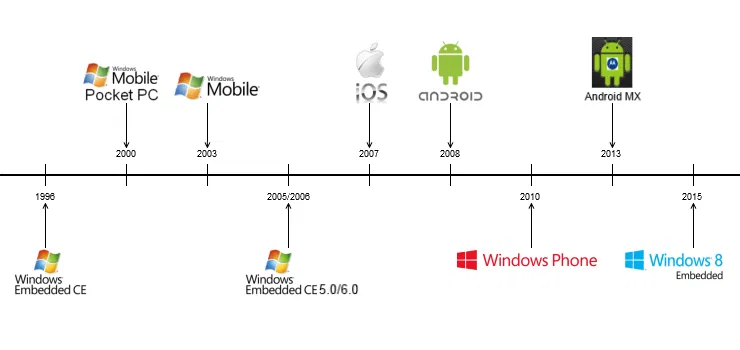 Windows
Mobile
Pocket PC
Windows
Mobile
iOS
ANDROID
Android MX
2000
2003
2007
2008
2013
1996
2005/2006
2010
2015
Windows
Embedded CE
Windows
Embedded CE 5.0/6.0
Windows Phone
Windows 8
Embedded